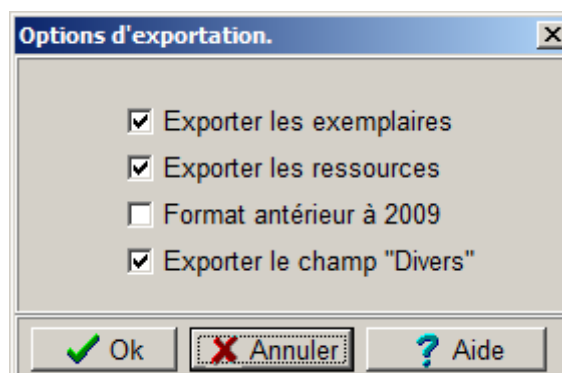 Options d'exportation.
Exporter les exemplaires
Exporter les ressources
Format antérieur à 2009
Exporter le champ "Divers"
Ok Annuler Aide